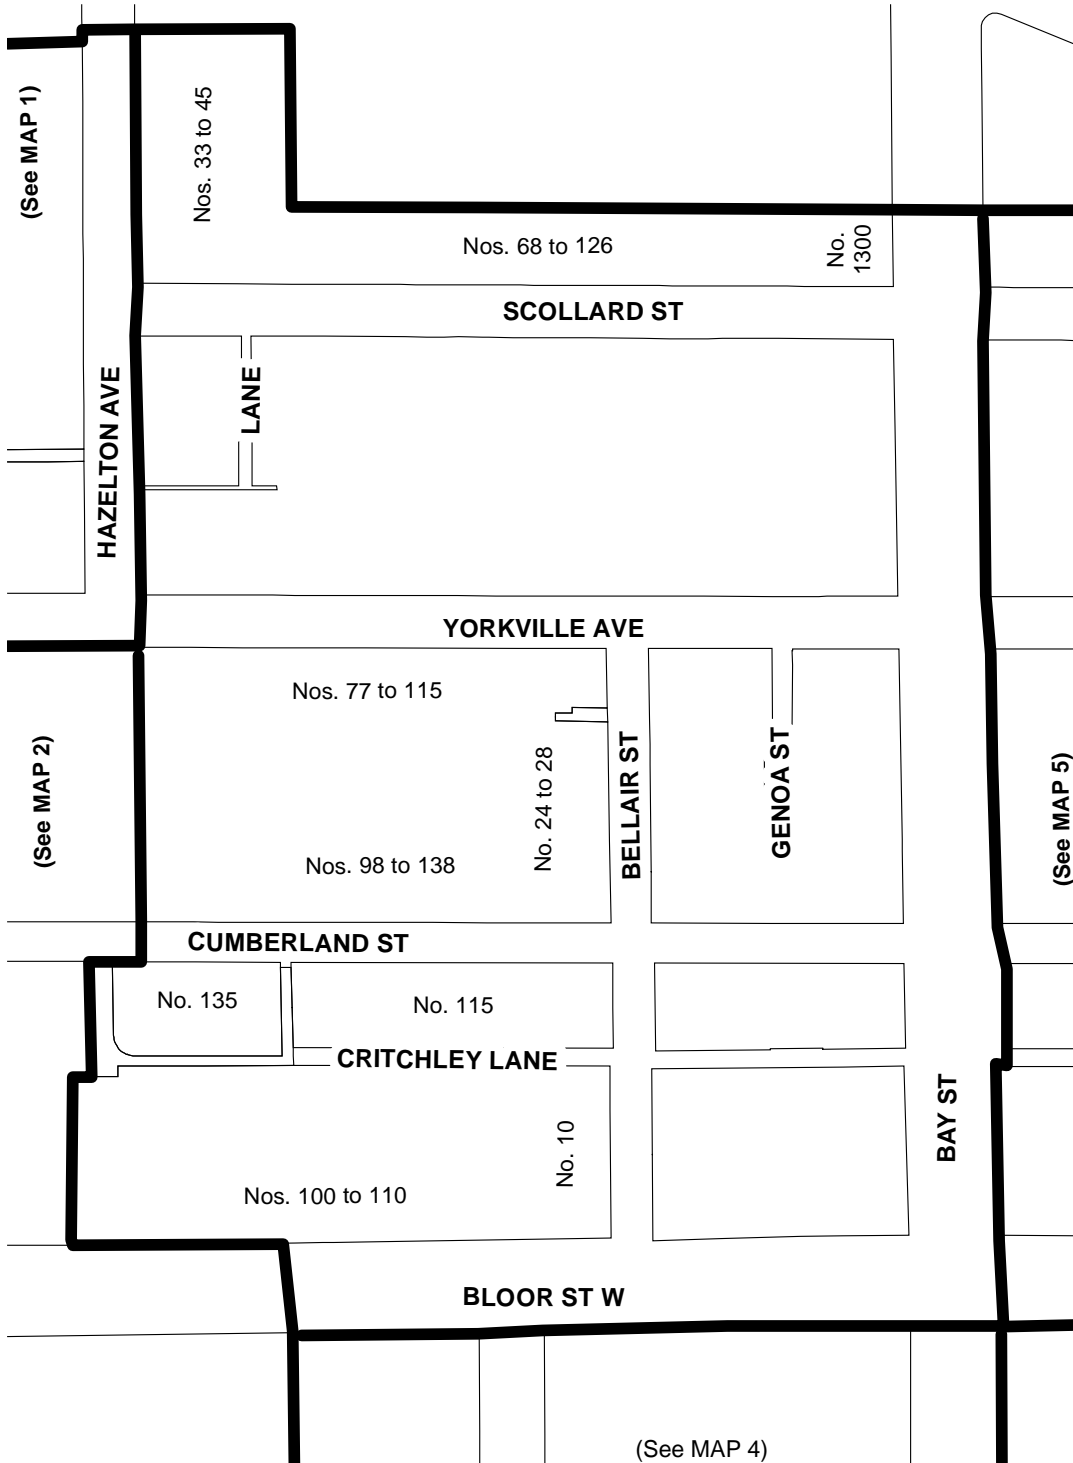 (See MAP 1)
Nos. 33 to 45
Nos. 68 to 126
No.
1300
SCOLLARD ST
HAZELTON AVE
LANE
YORKVILLE AVE
Nos. 77 to 115
(See MAP 2)
No. 24 to 28
BELLAIR ST
GENOA ST
(See MAP 5)
Nos. 98 to 138
CUMBERLAND ST
No. 135
No. 115
CRITCHLEY LANE
BAY ST
No. 10
Nos. 100 to 110
BLOOR ST W
(See MAP 4)